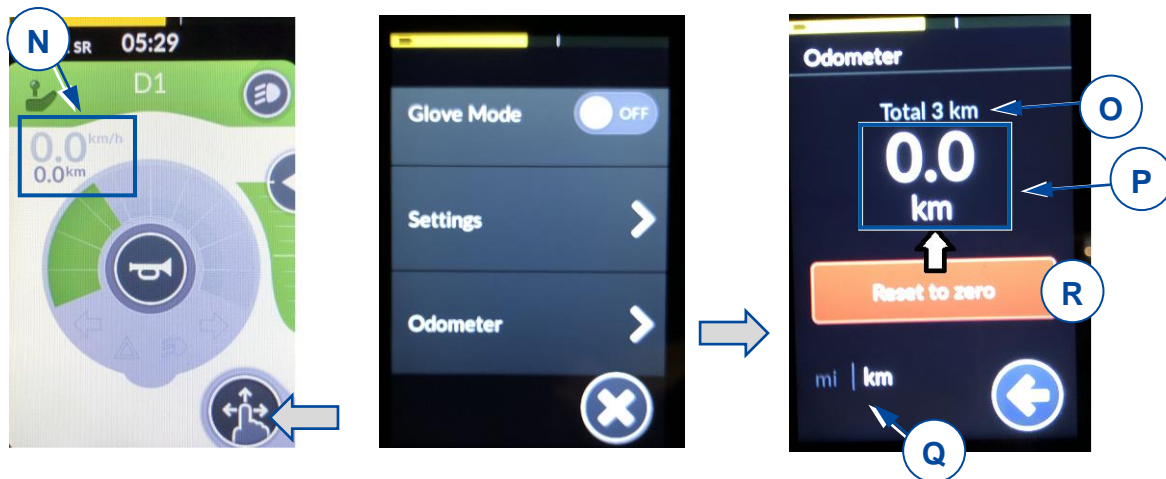 N
SR 05:29
D1
0.0 km/h
0.0 km
Glove Mode OFF
Settings
Odometer
Odometer
Total 3 km
0.0
km
Reset to zero
mi | km
O
P
R
Q